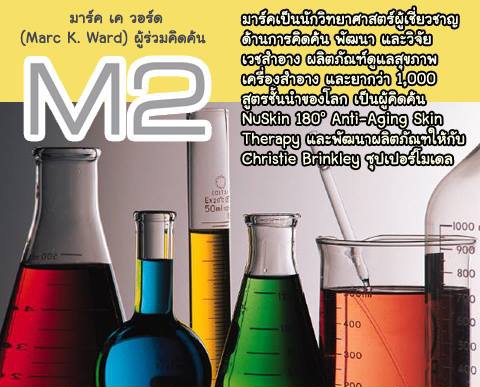 มาร์ค เค วอร์ด
(Marc K. Ward) ผู้ร่วมคิดค้น
M2
มาร์คเป็นนักวิทยาศาสตร์ผู้เชี่ยวชาญ
ด้านการคิดค้น พัฒนา และวิจัย
เวชสำอาง ผลิตภัณฑ์ดูแลสุขภาพ
เครื่องสำอาง และยากว่า 1,000
สูตรชั้นนำของโลก เป็นผู้คิดค้น
NuSkin 180° Anti-Aging Skin
Therapy และพัฒนาผลิตภัณฑ์ให้กับ
Christie Brinkley ซุปเปอร์โมเดล
50ml
1000
400
300